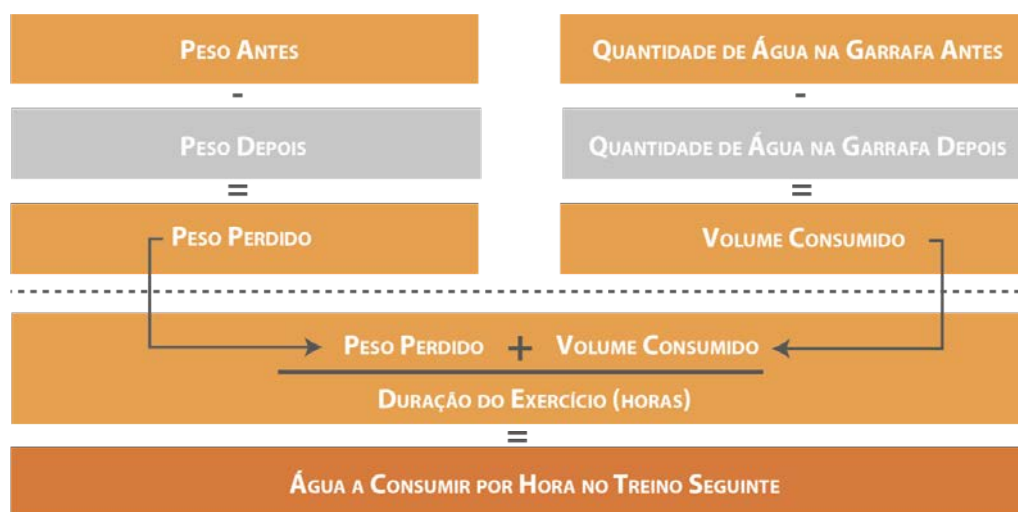 Peso Antes
-
Peso Depois
=
Peso Perdido
Quantidade de Água na Garrafa Antes
-
Quantidade de Água na Garrafa Depois
=
Volume Consumido
Peso Perdido + Volume Consumido
Duração do Exercício (horas)
=
Água a Consumir por Hora no Treino Seguinte